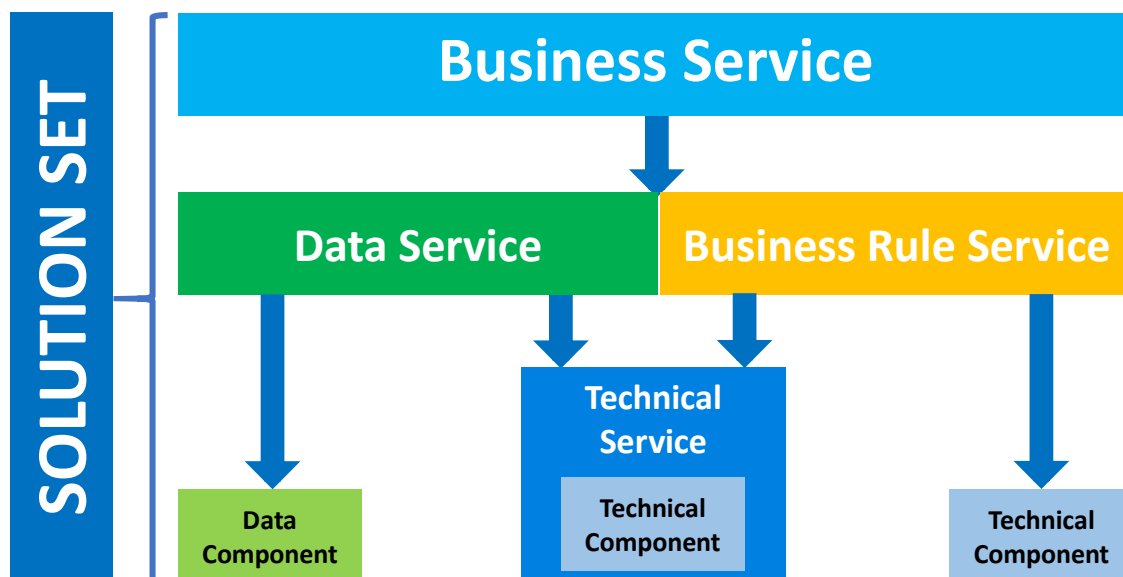 SOLUTION SET
Business Service
Data Service
Business Rule Service
Technical
Service
Data
Component
Technical
Component
Technical
Component